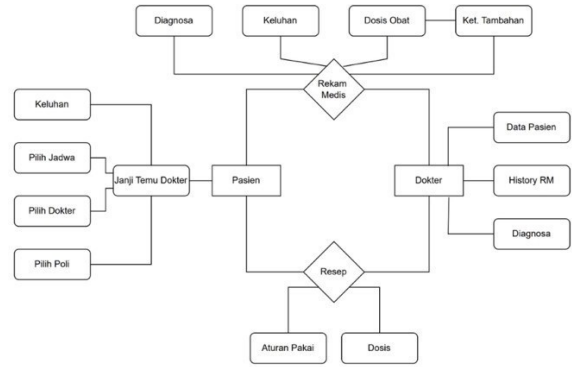 Diagnosa
Keluhan
Dosis Obat
Ket. Tambahan
Rekam
Medis
Keluhan
Pilih Jadwa
Pilih Dokter
Pilih Poli
Janji Temu Dokter
Pasien
Dokter
Data Pasien
History RM
Diagnosa
Resep
Aturan Pakai
Dosis